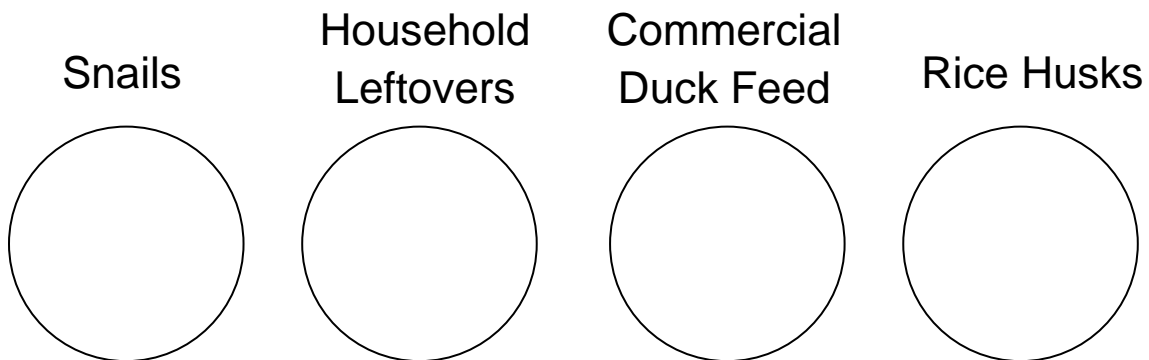 Snails
Household
Leftovers
Commercial
Duck Feed
Rice Husks